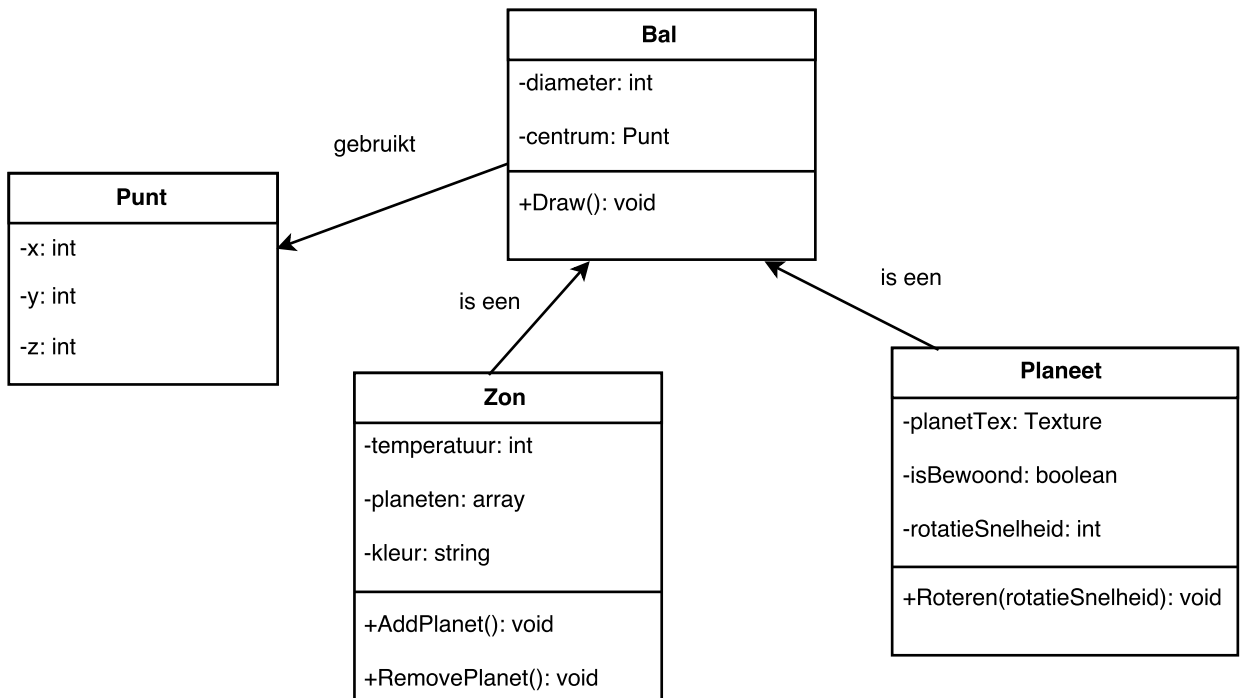 Bal
-diameter: int
-centrum: Punt
+Draw(): void
gebruikt
Punt
-x: int
-y: int
-z: int
is een
is een
Zon
-temperatuur: int
-planeten: array
-kleur: string
+AddPlanet(): void
+RemovePlanet(): void
Planeet
-planetTex: Texture
-isBewoond: boolean
-rotatieSnelheid: int
+Roteren(rotatieSnelheid): void